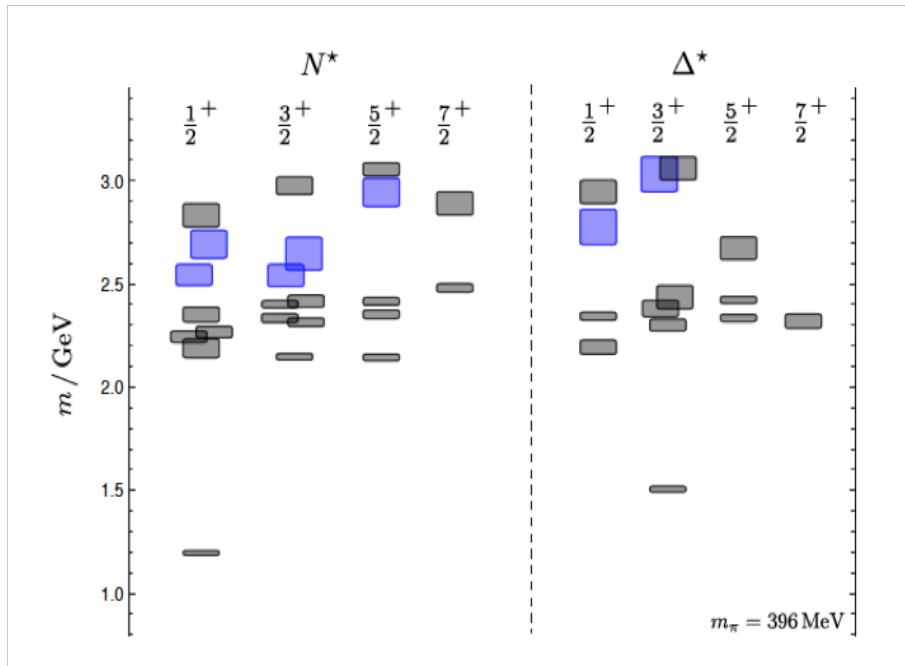 N⋆ Δ⋆
1/2+ 3/2+ 5/2+ 7/2+ 1/2+ 3/2+ 5/2+ 7/2+
3.0
2.5
2.0
1.5
1.0
m / GeV
mπ = 396 MeV